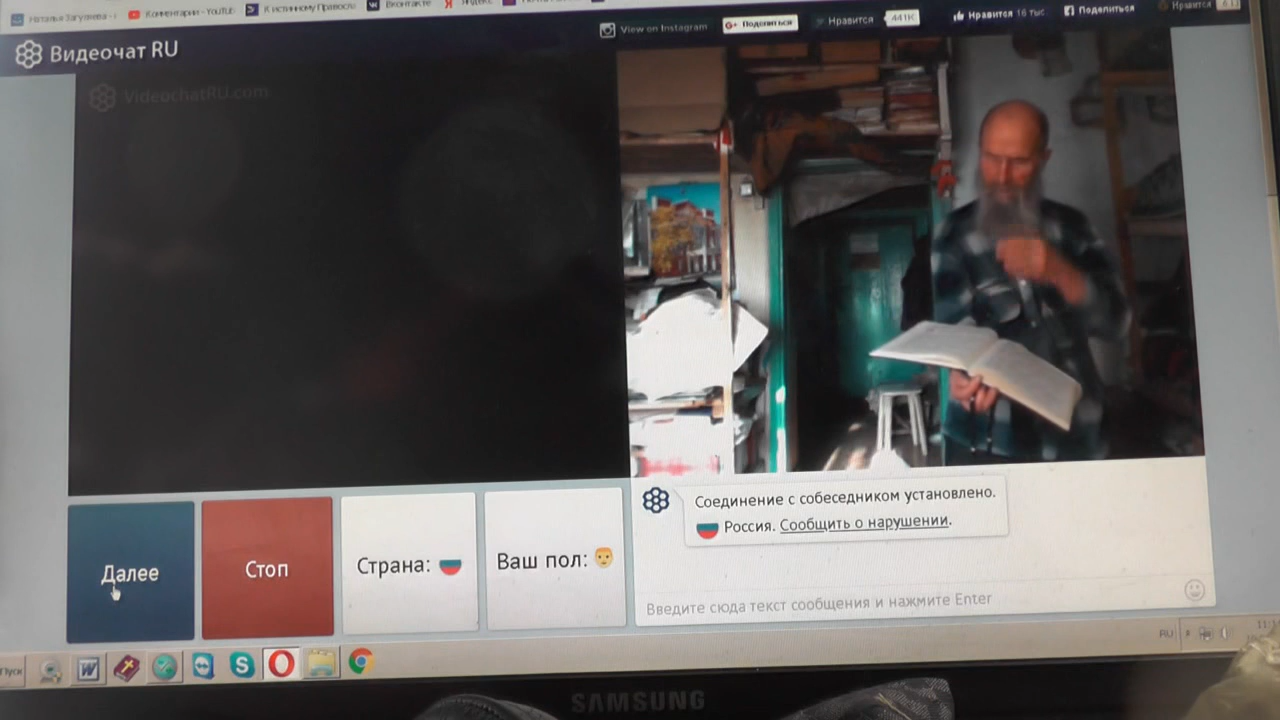 Наталья Загуляева -
Комментарии - YouTube
К истинному Правосл
ВКонтакте
Яндекс
View on Instagram
Поделиться
Нравится
441K
Нравится 16 тыс.
Поделиться
Нравится
Видеочат RU
VideochatRU.com
Соединение с собеседником установлено.
Россия. Сообщить о нарушении.
Далее
Стоп
Страна:
Ваш пол:
Введите сюда текст сообщения и нажмите Enter
RU
Пуск
SAMSUNG